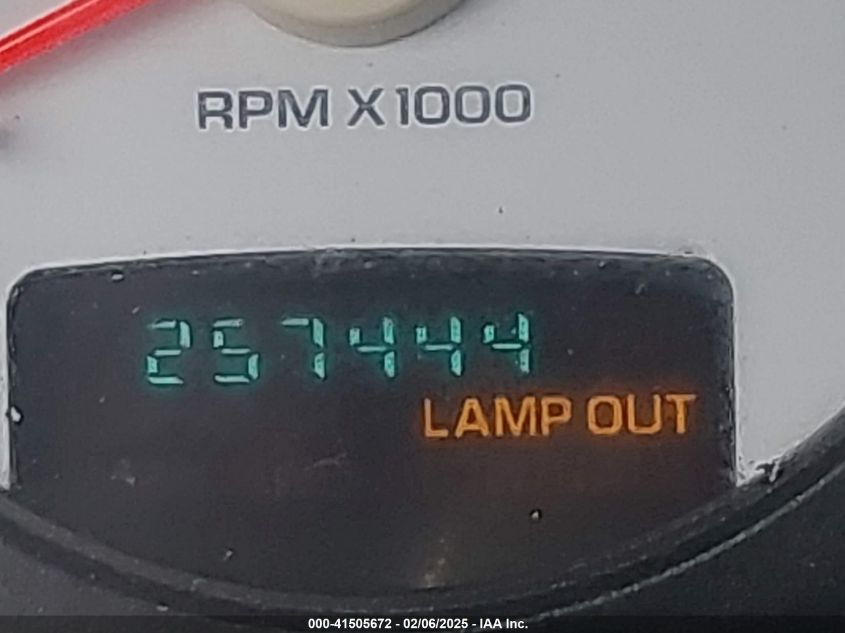 RPM X1000
257444
LAMP OUT
000-41505672 - 02/06/2025 - IAA Inc.